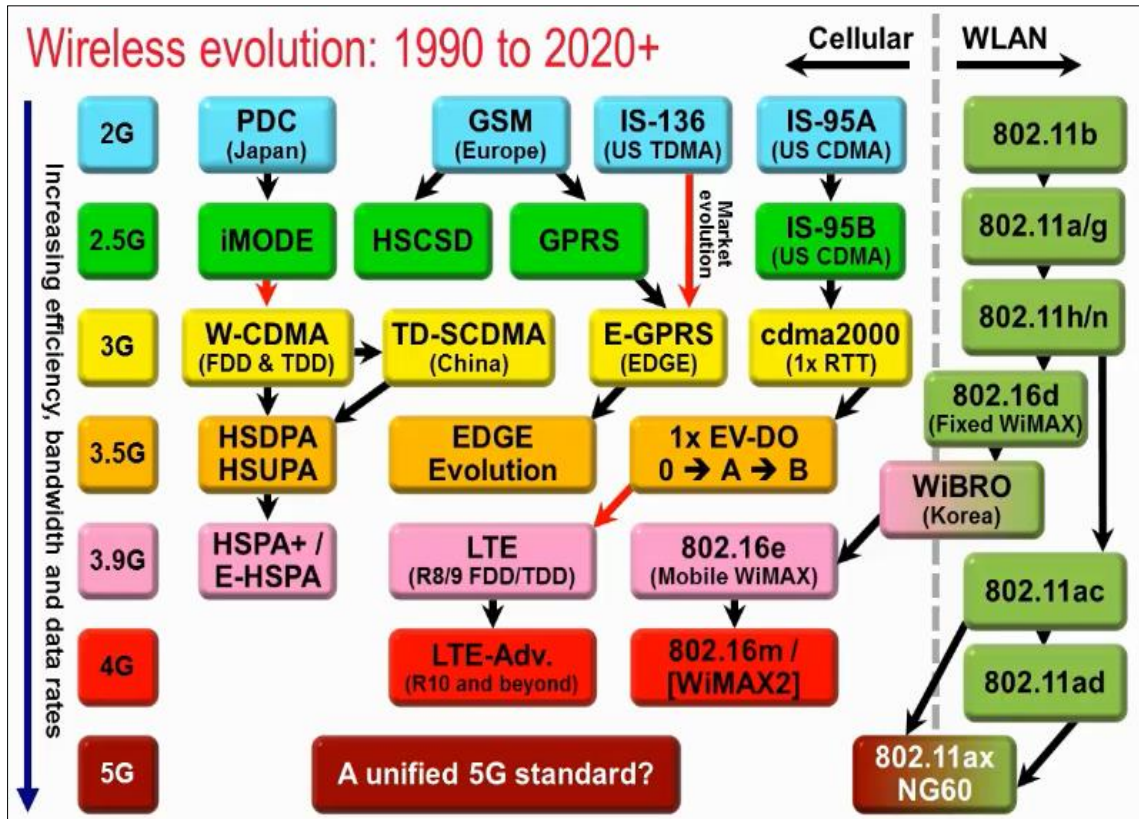 Wireless evolution: 1990 to 2020+
Cellular
WLAN
Increasing efficiency, bandwidth and data rates
2G
PDC
(Japan)
GSM
(Europe)
IS-136
(US TDMA)
IS-95A
(US CDMA)
802.11b
Market
evolution
2.5G
iMODE
HSCSD
GPRS
IS-95B
(US CDMA)
802.11a/g
3G
W-CDMA
(FDD & TDD)
TD-SCDMA
(China)
E-GPRS
(EDGE)
cdma2000
(1x RTT)
802.11h/n
802.16d
(Fixed WiMAX)
3.5G
HSDPA
HSUPA
EDGE
Evolution
1x EV-DO
0 ➔ A ➔ B
WiBRO
(Korea)
3.9G
HSPA+ /
E-HSPA
LTE
(R8/9 FDD/TDD)
802.16e
(Mobile WiMAX)
802.11ac
4G
LTE-Adv.
(R10 and beyond)
802.16m /
[WiMAX2]
802.11ad
5G
A unified 5G standard?
802.11ax
NG60